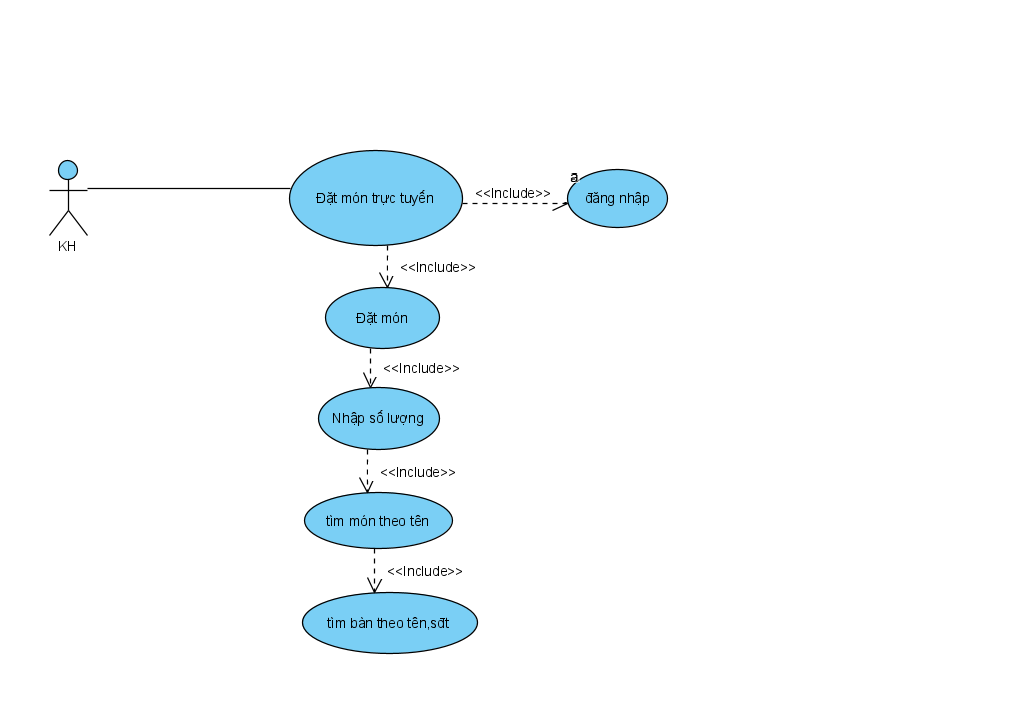 <<Include>>
Đặt món trực tuyến
đăng nhập
KH
<<Include>>
Đặt món
<<Include>>
Nhập số lượng
<<Include>>
tìm món theo tên
<<Include>>
tìm bàn theo tên,sđt